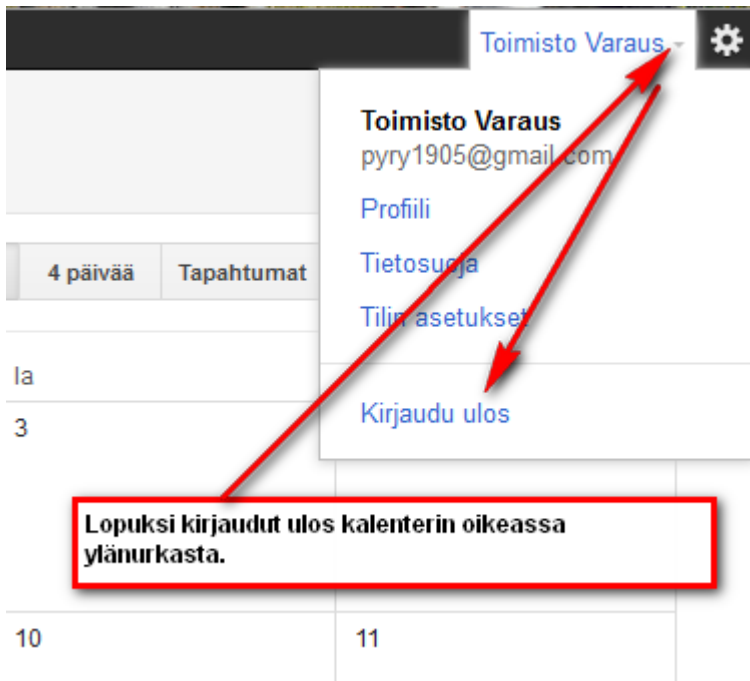 Toimisto Varaus
Toimisto Varaus
pyry1905@gmail.com
Profiili
4 päivää Tapahtumat
Tietosuoja
Tilin asetukset
la
3
Kirjaudu ulos
Lopuksi kirjaudut ulos kalenterin oikeassa
ylänurkasta.
10 11